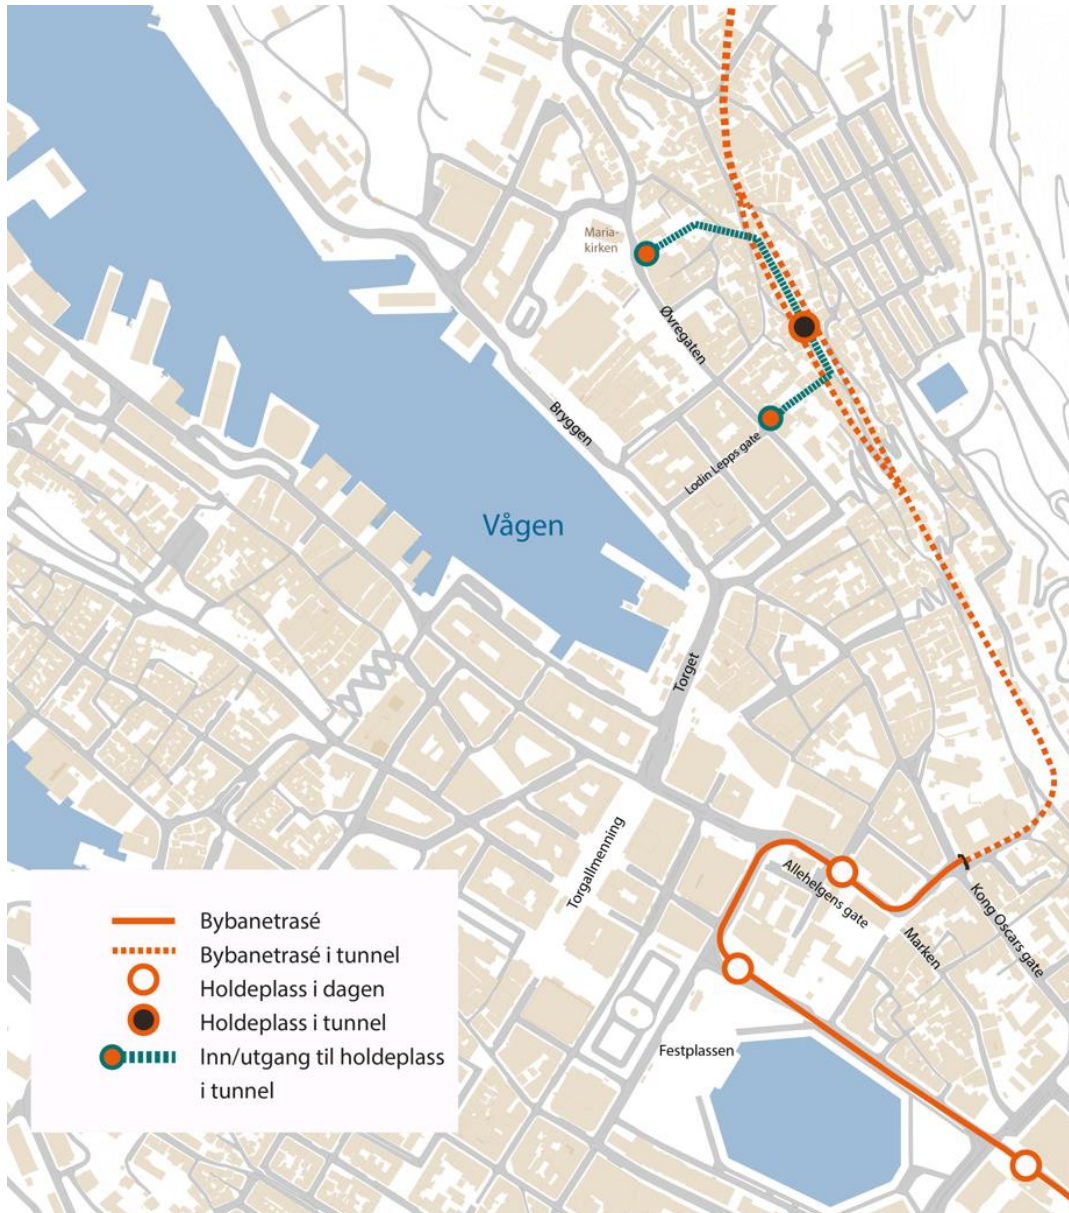 Maria-
kirken
Øvregaten
Bryggen
Lodin Lepps gate
Vågen
Torget
Torgallmenning
Allehelgens gate
Marken
Kong Oscars gate
Festplassen
Bybanetrasé
Bybanetrasé i tunnel
Holdeplass i dagen
Holdeplass i tunnel
Inn/utgang til holdeplass
i tunnel